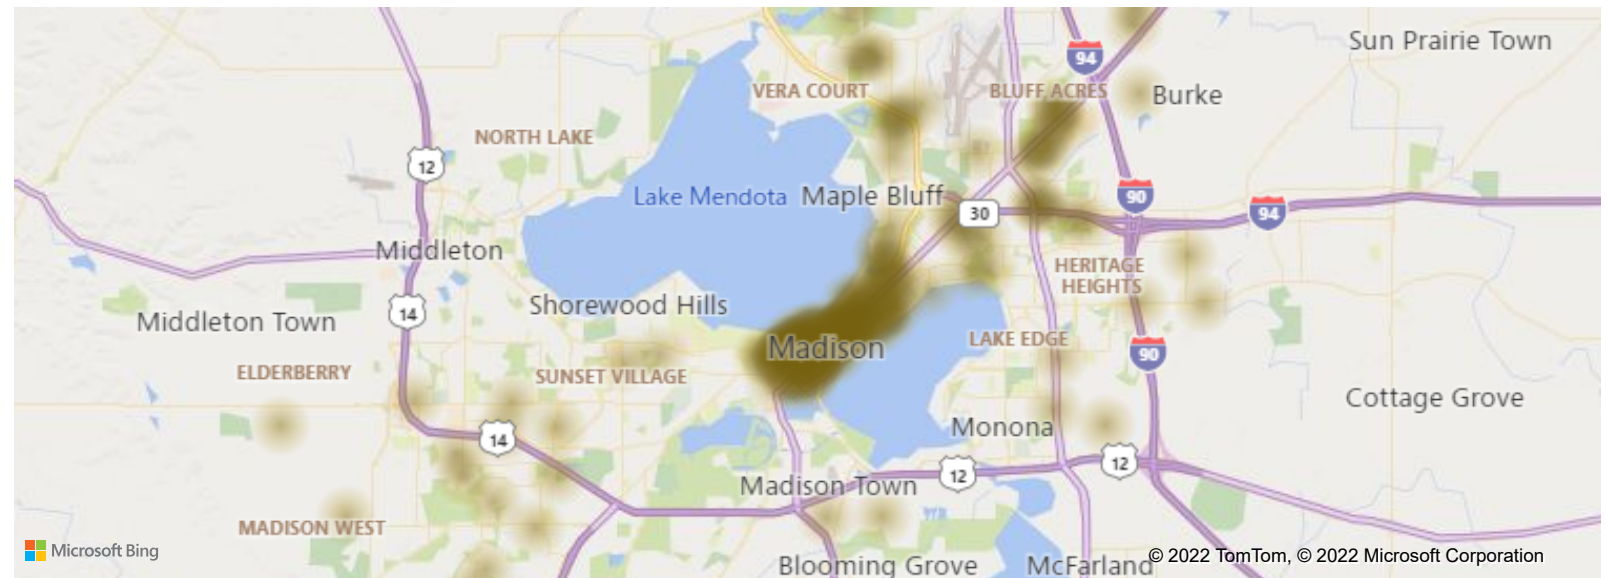 Sun Prairie Town
94
VERA COURT
BLUFF ACRES
Burke
NORTH LAKE
12
Lake Mendota
Maple Bluff
90
30
94
Middleton
HERITAGE
HEIGHTS
Shorewood Hills
14
Middleton Town
LAKE EDGE
Madison
90
ELDERBERRY
SUNSET VILLAGE
Cottage Grove
Monona
14
12
12
Madison Town
MADISON WEST
Microsoft Bing
Blooming Grove
McFarland
© 2022 TomTom, © 2022 Microsoft Corporation